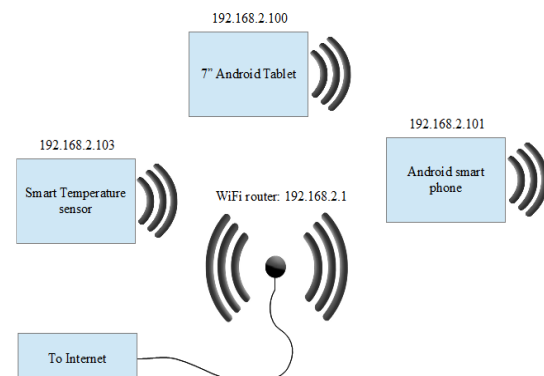 192.168.2.100
7" Android Tablet
192.168.2.103
Smart Temperature
sensor
192.168.2.101
Android smart
phone
WiFi router: 192.168.2.1
To Internet